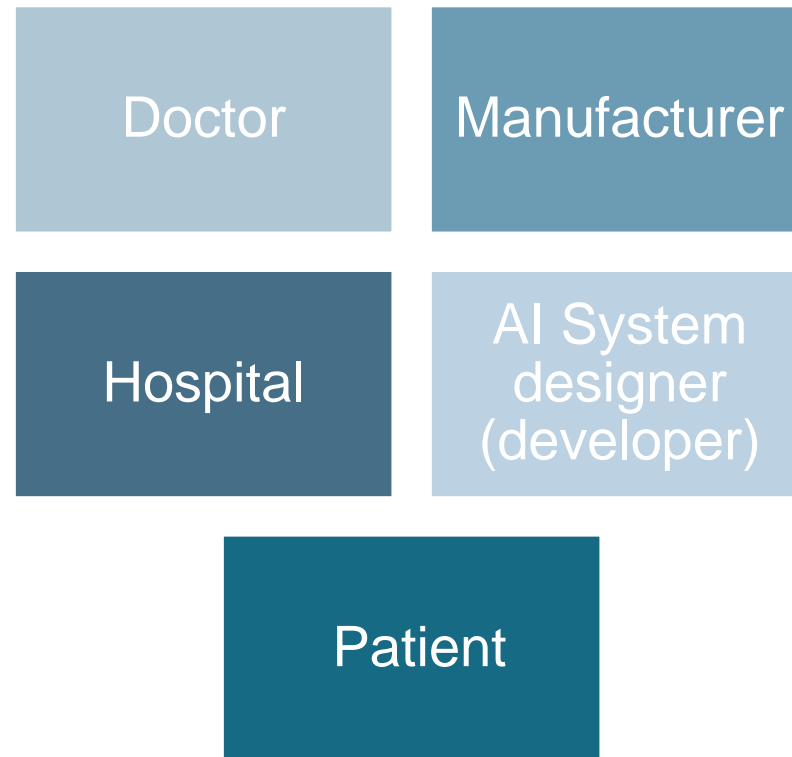 Doctor
Manufacturer
Hospital
AI System
designer
(developer)
Patient